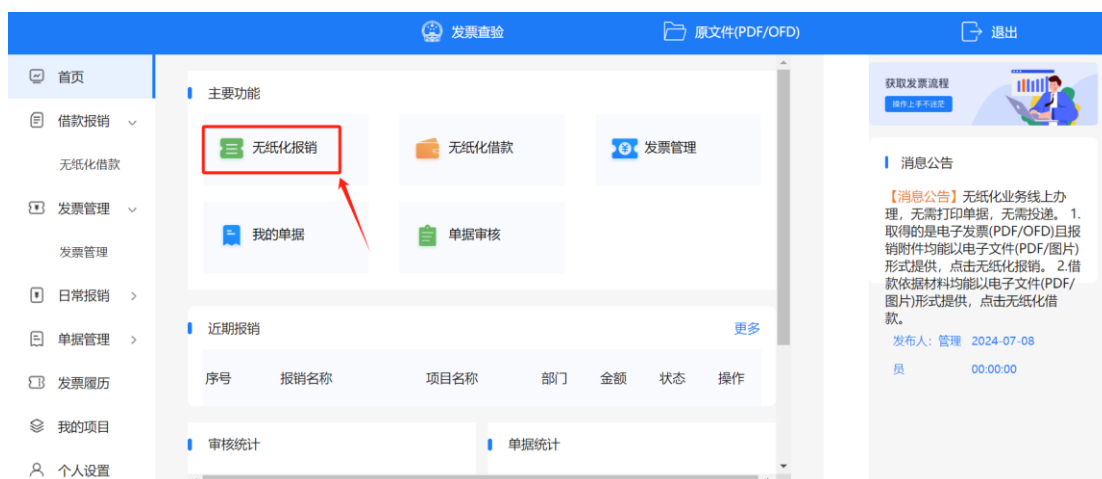 发票查验
原文件(PDF/OFD)
退出
首页
借款报销
无纸化借款
发票管理
发票管理
日常报销
单据管理
发票履历
我的项目
个人设置
主要功能
无纸化报销
无纸化借款
发票管理
我的单据
单据审核
近期报销
更多
序号 报销名称 项目名称 部门 金额 状态 操作
审核统计
单据统计
获取发票流程
操作上手不迷茫
消息公告
【消息公告】无纸化业务线上办
理，无需打印单据，无需投递。 1.
取得的是电子发票(PDF/OFD)且报
销附件均能以电子文件(PDF/图片)
形式提供，点击无纸化报销。 2.借
款依据材料均能以电子文件(PDF/
图片)形式提供，点击无纸化借
款。
发布人：管理 2024-07-08
员 00:00:00